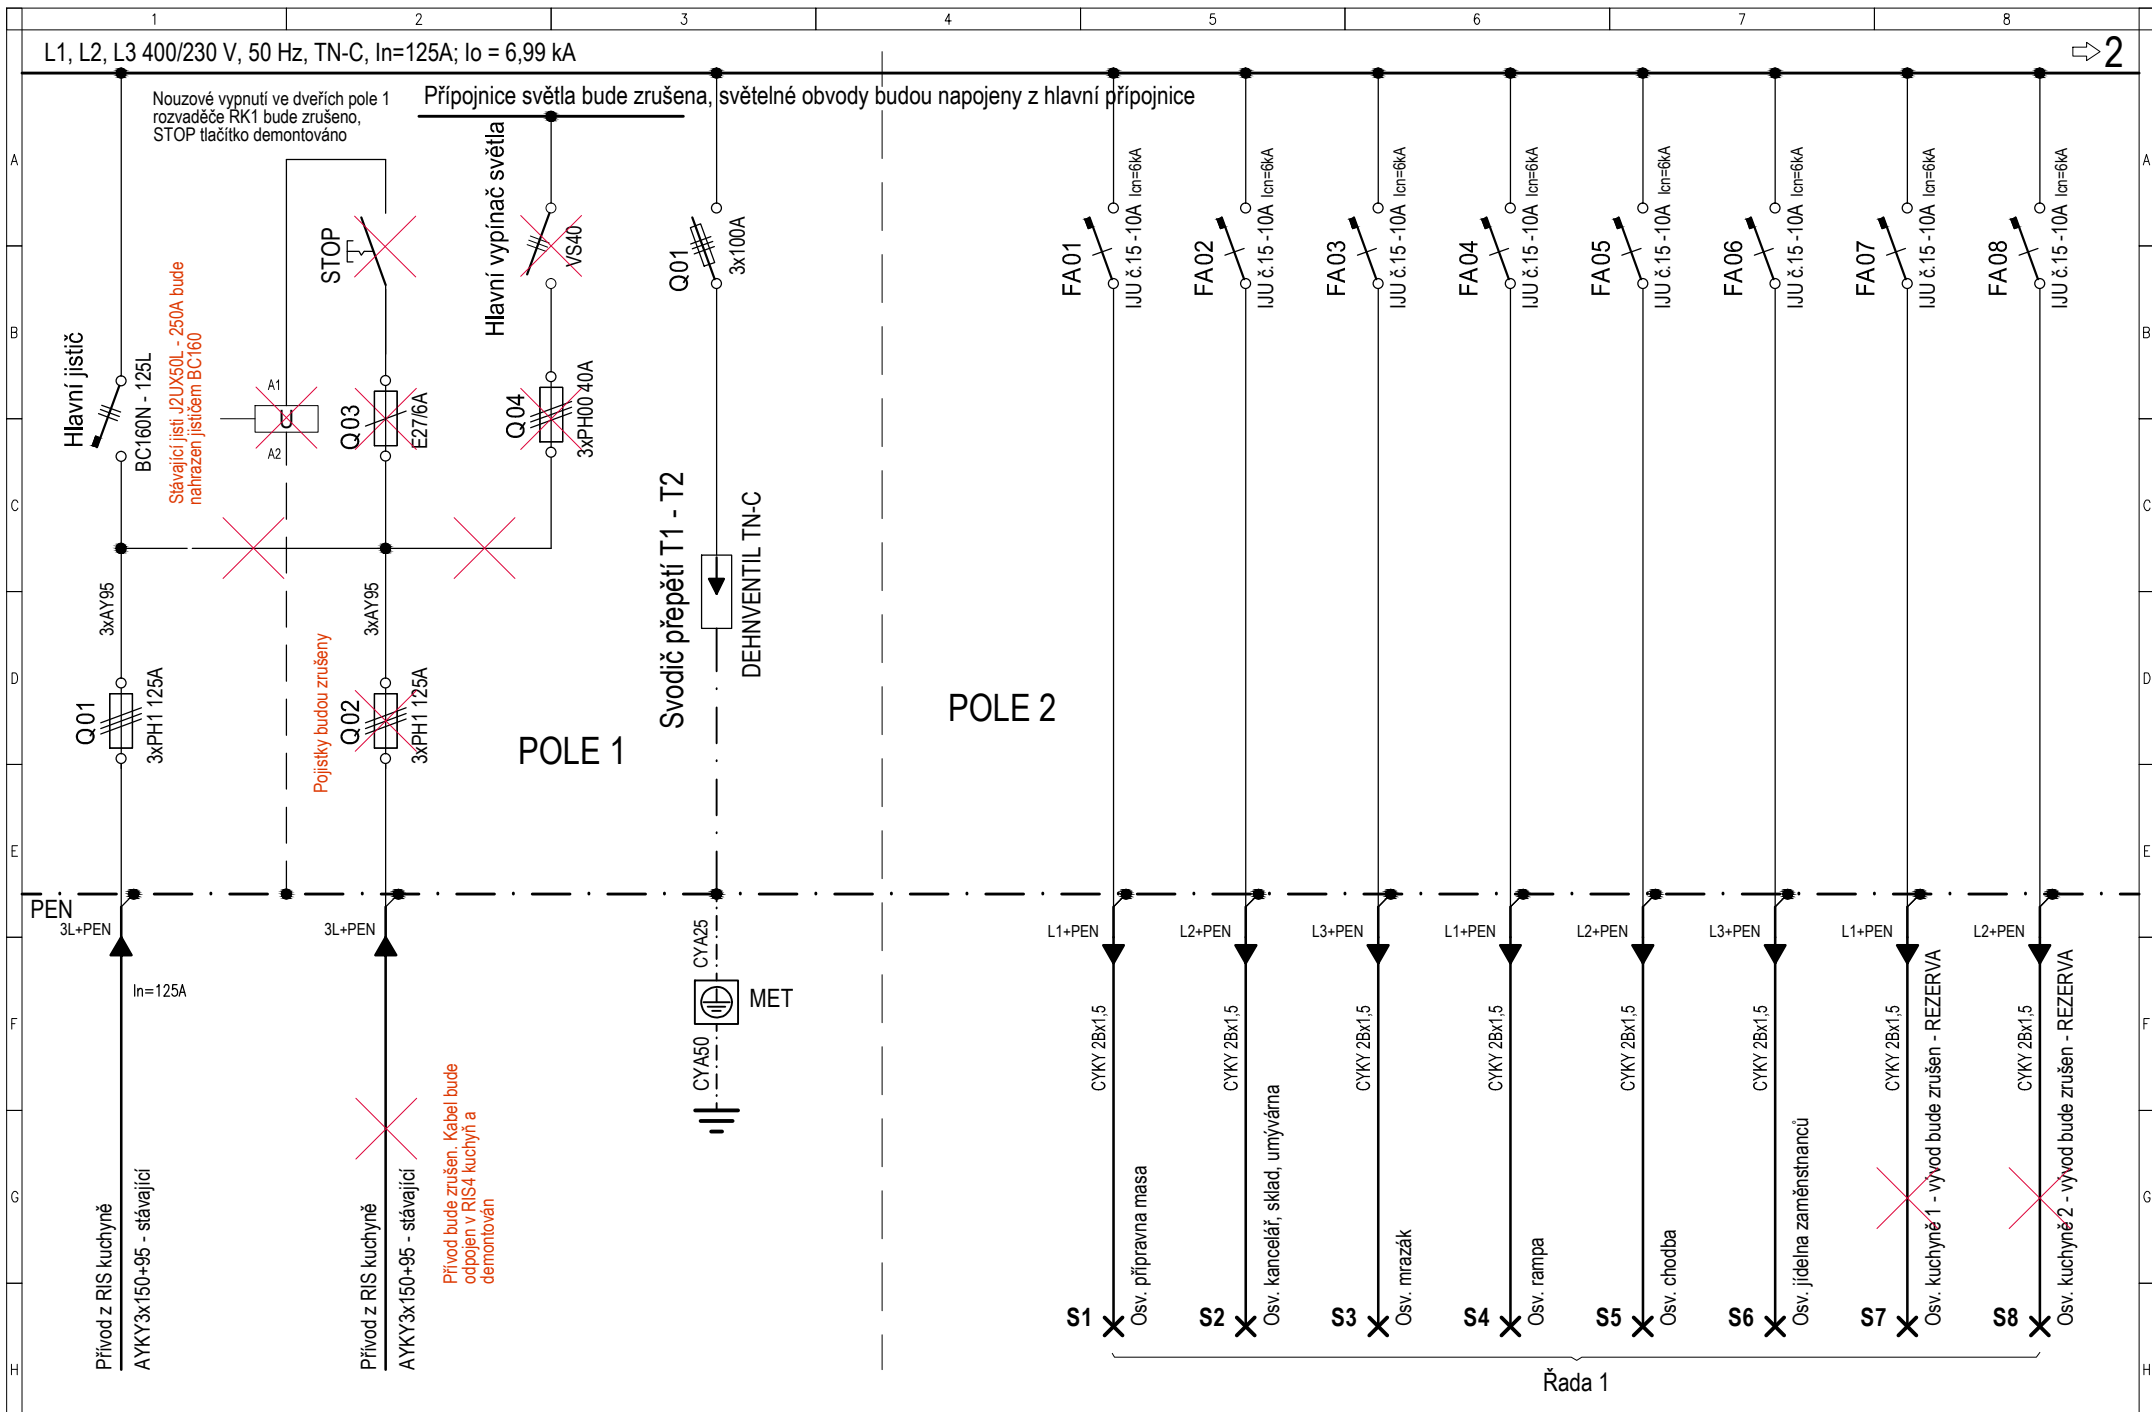 1 2 3 4 5 6 7 8
L1, L2, L3 400/230 V, 50 Hz, TN-C, In=125A; Io = 6,99 kA
2
Nouzové vypnutí ve dveřích pole 1
rozvaděče RK1 bude zrušeno,
STOP tlačítko demontováno
Přípojnice světla bude zrušena, světelné obvody budou napojeny z hlavní přípojnice
A
A
B
B
C
C
D
D
E
E
F
F
G
G
H
H
Hlavní jistič
BC160N - 125L
Stávající jisti J2UX50L - 250A bude
nahrazen jističem BC160
A1
U
A2
STOP
Q03
E27/6A
Hlavní vypínač světla
VS40
Q04
3xPH00 40A
Q01
3x100A
Svodič přepětí T1 - T2
DEHNVENTIL TN-C
3xAY95
3xAY95
Q01
3xPH1 125A
Pojistky budou zrušeny
Q02
3xPH1 125A
POLE 1
POLE 2
FA01
IJU č.15 -10A Icn=6kA
FA02
IJU č.15 -10A Icn=6kA
FA03
IJU č.15 -10A Icn=6kA
FA04
IJU č.15 -10A Icn=6kA
FA05
IJU č.15 -10A Icn=6kA
FA06
IJU č.15 -10A Icn=6kA
FA07
IJU č.15 -10A Icn=6kA
FA08
IJU č.15 -10A Icn=6kA
PEN
3L+PEN
In=125A
Přívod z RIS kuchyně
AYKY3x150+95 - stávající
3L+PEN
Přívod z RIS kuchyně
AYKY3x150+95 - stávající
Přívod bude zrušen. Kabel bude
odpojen v RIS4 kuchyň a
demontován
CYA25
MET
CYA50
L1+PEN
CYKY 2Bx1,5
S1
Osv. přípravna masa
L2+PEN
CYKY 2Bx1,5
S2
Osv. kancelář, sklad, umývárna
L3+PEN
CYKY 2Bx1,5
S3
Osv. mrazák
L1+PEN
CYKY 2Bx1,5
S4
Osv. rampa
L2+PEN
CYKY 2Bx1,5
S5
Osv. chodba
L3+PEN
CYKY 2Bx1,5
S6
Osv. jídelna zaměnstnanců
L1+PEN
CYKY 2Bx1,5
S7
Osv. kuchyně 1 - vývod bude zrušen - REZERVA
L2+PEN
CYKY 2Bx1,5
S8
Osv. kuchyně 2 - vývod bude zrušen - REZERVA
Řada 1